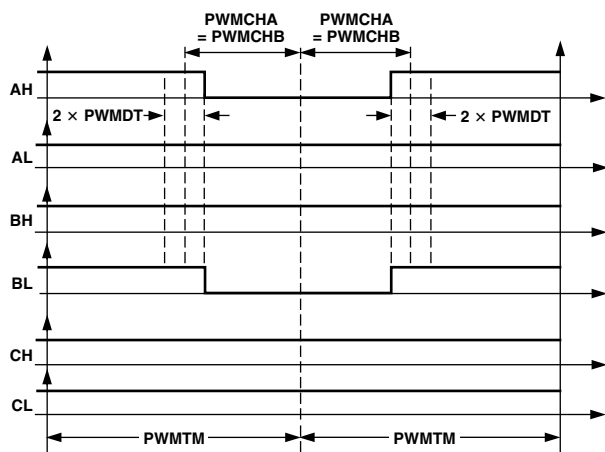 PWMCHA
= PWMCHB
PWMCHA
= PWMCHB
AH
2 × PWMDT
2 × PWMDT
AL
BH
BL
CH
CL
PWMTM
PWMTM